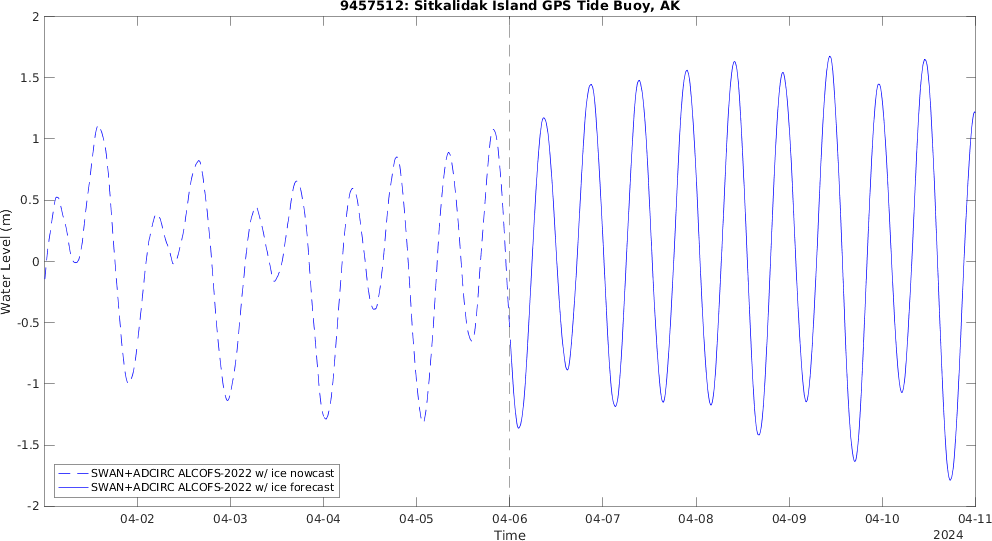 9457512: Sitkalidak Island GPS Tide Buoy, AK
2
1.5
1
0.5
0
-0.5
-1
-1.5
-2
Water Level (m)
SWAN+ADCIRC ALCOFS-2022 w/ ice nowcast
SWAN+ADCIRC ALCOFS-2022 w/ ice forecast
04-02 04-03 04-04 04-05 04-06 04-07 04-08 04-09 04-10 04-11
Time
2024